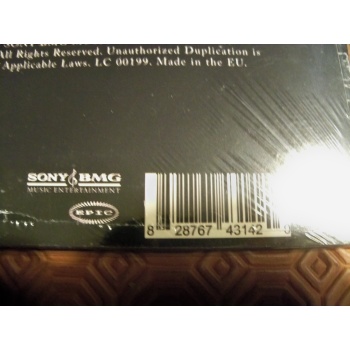 All Rights Reserved. Unauthorized Duplication is
Applicable Laws. LC 00199. Made in the EU.
SONY BMG
MUSIC ENTERTAINMENT
EPIC
8 28767 43142